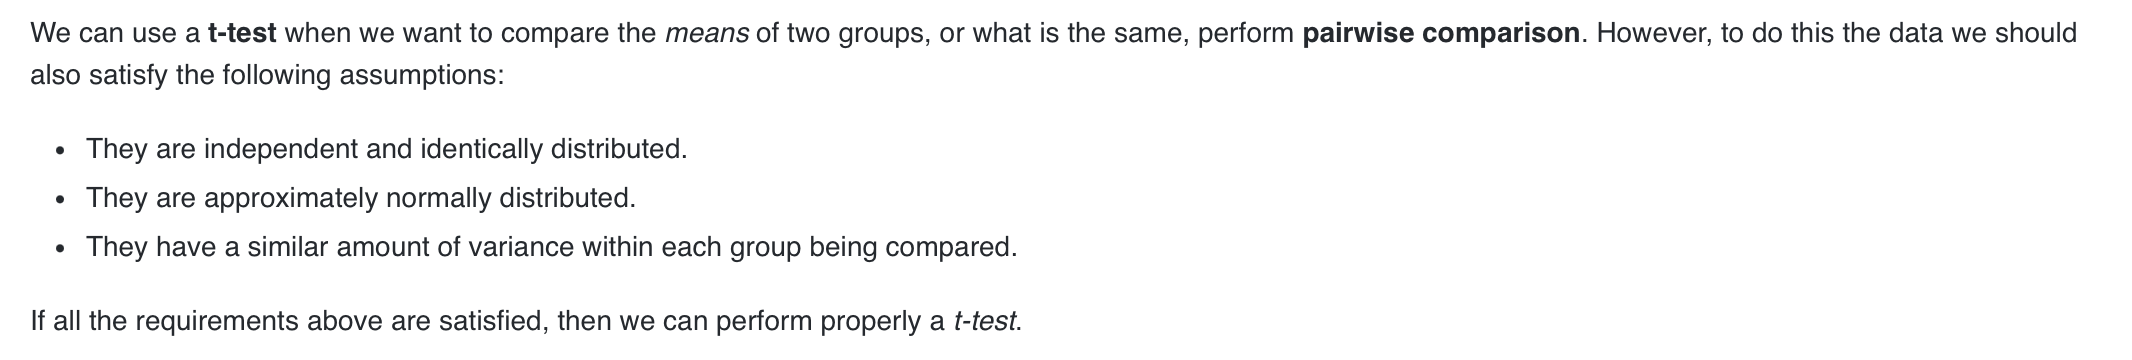 We can use a t-test when we want to compare the means of two groups, or what is the same, perform pairwise comparison. However, to do this the data we should
also satisfy the following assumptions:
• They are independent and identically distributed.
• They are approximately normally distributed.
• They have a similar amount of variance within each group being compared.
If all the requirements above are satisfied, then we can perform properly a t-test.